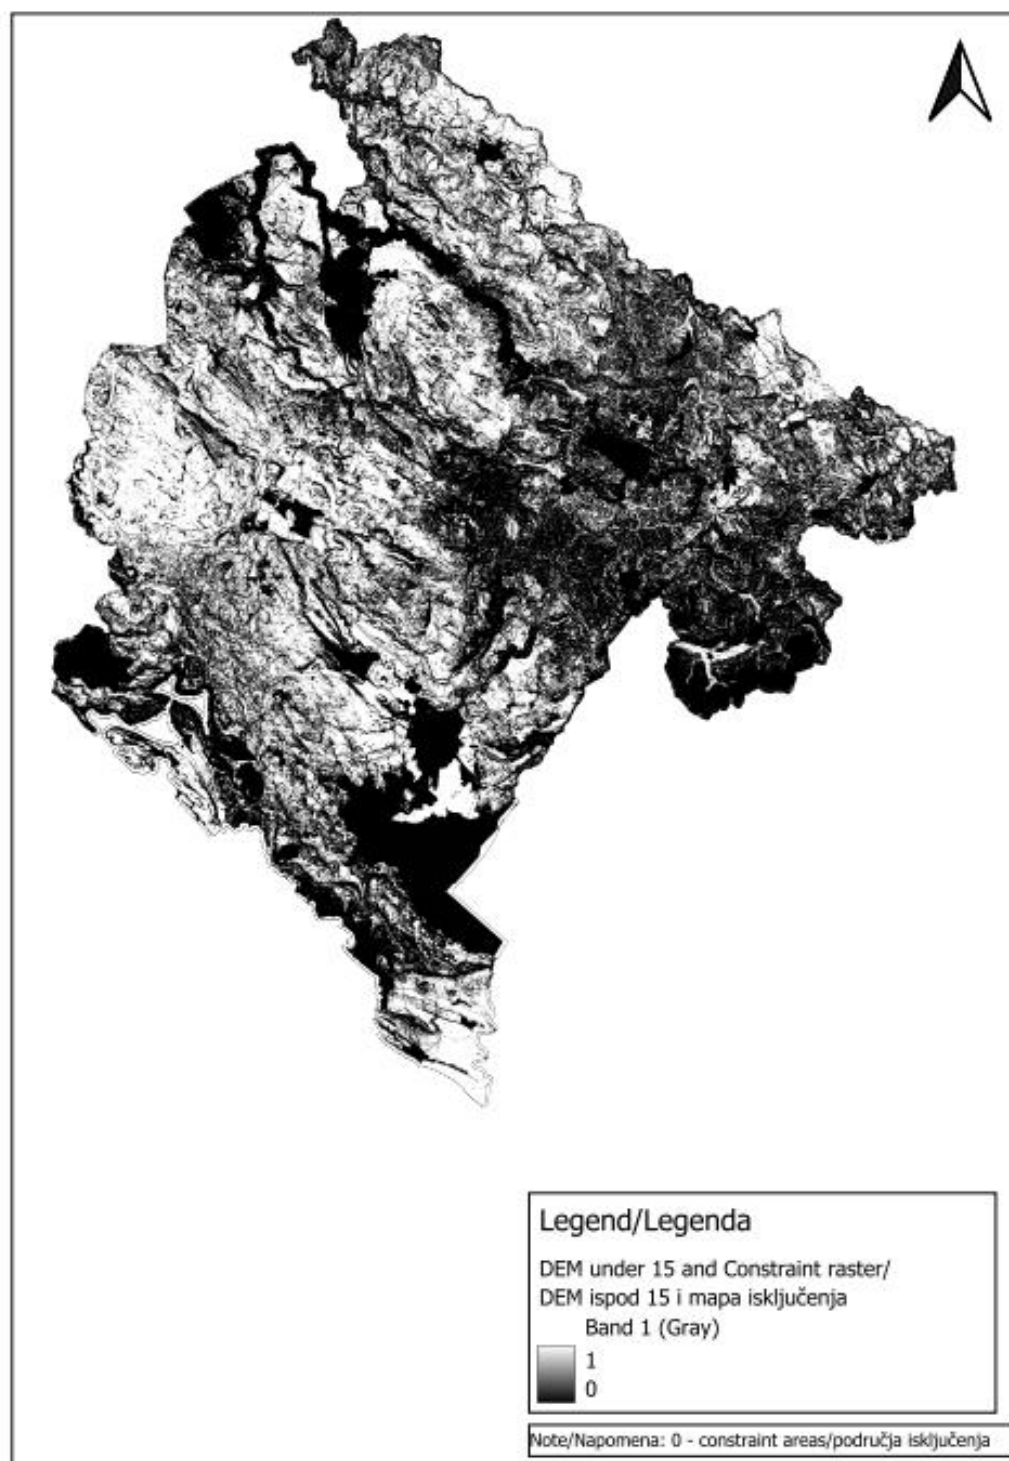 Legend/Legenda
DEM under 15 and Constraint raster/
DEM ispod 15 i mapa isključenja
Band 1 (Gray)
1
0
Note/Napomena: 0 - constraint areas/područja isključenja